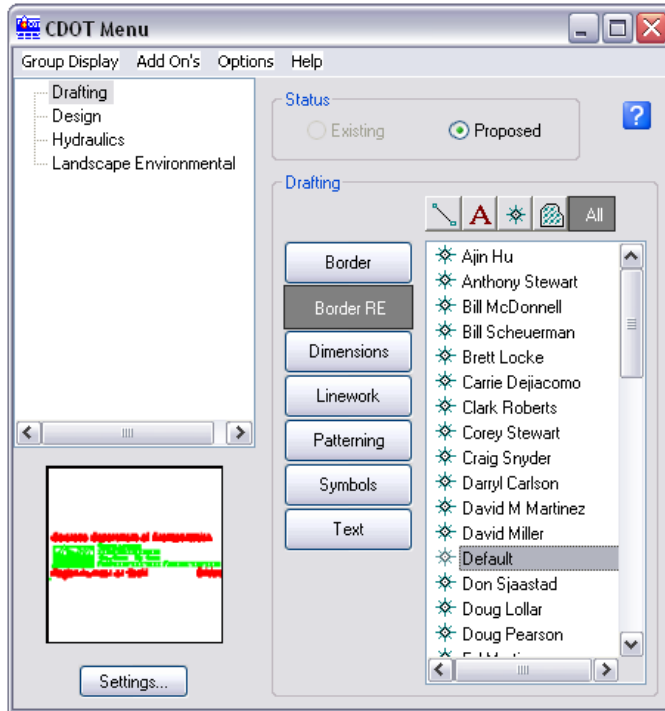 CDOT Menu
Group Display Add On's Options Help
Drafting
Design
Hydraulics
Landscape Environmental
Status
Existing
Proposed
?
Drafting
A
All
Border
Border RE
Dimensions
Linework
Patterning
Symbols
Text
Ajin Hu
Anthony Stewart
Bill McDonnell
Bill Scheuerman
Brett Locke
Carrie Dejiacomo
Clark Roberts
Corey Stewart
Craig Snyder
Darryl Carlson
David M Martinez
David Miller
Default
Don Sjaastad
Doug Lollar
Doug Pearson
Settings...